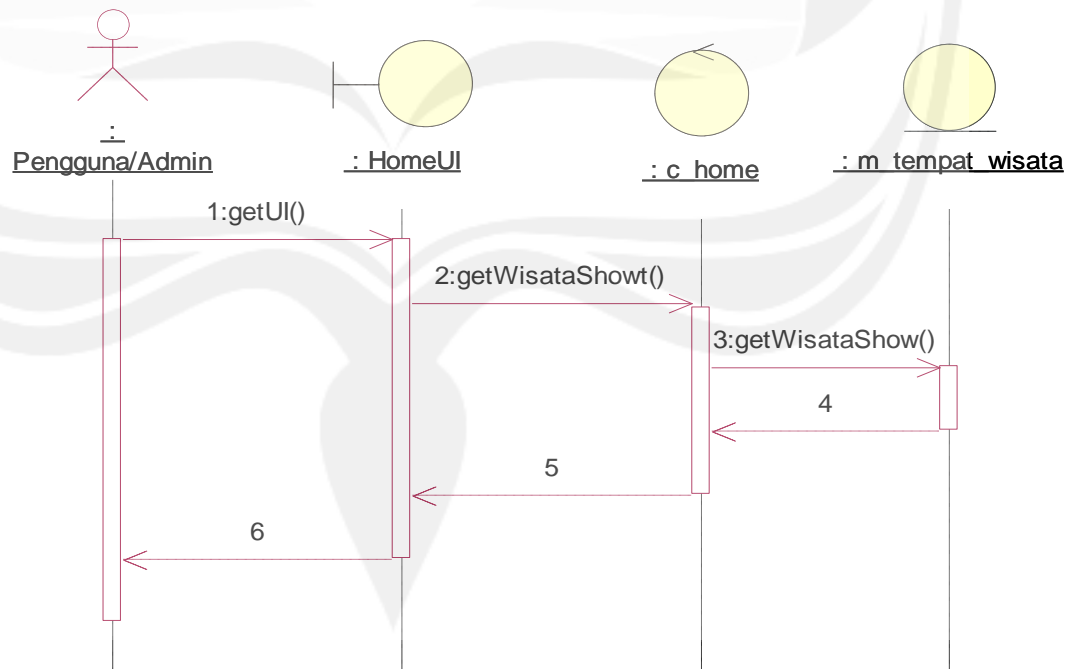 :
Pengguna/Admin
: HomeUI
: c_home
: m_tempat_wisata
1:getUI()
2:getWisataShowt()
3:getWisataShow()
4
5
6